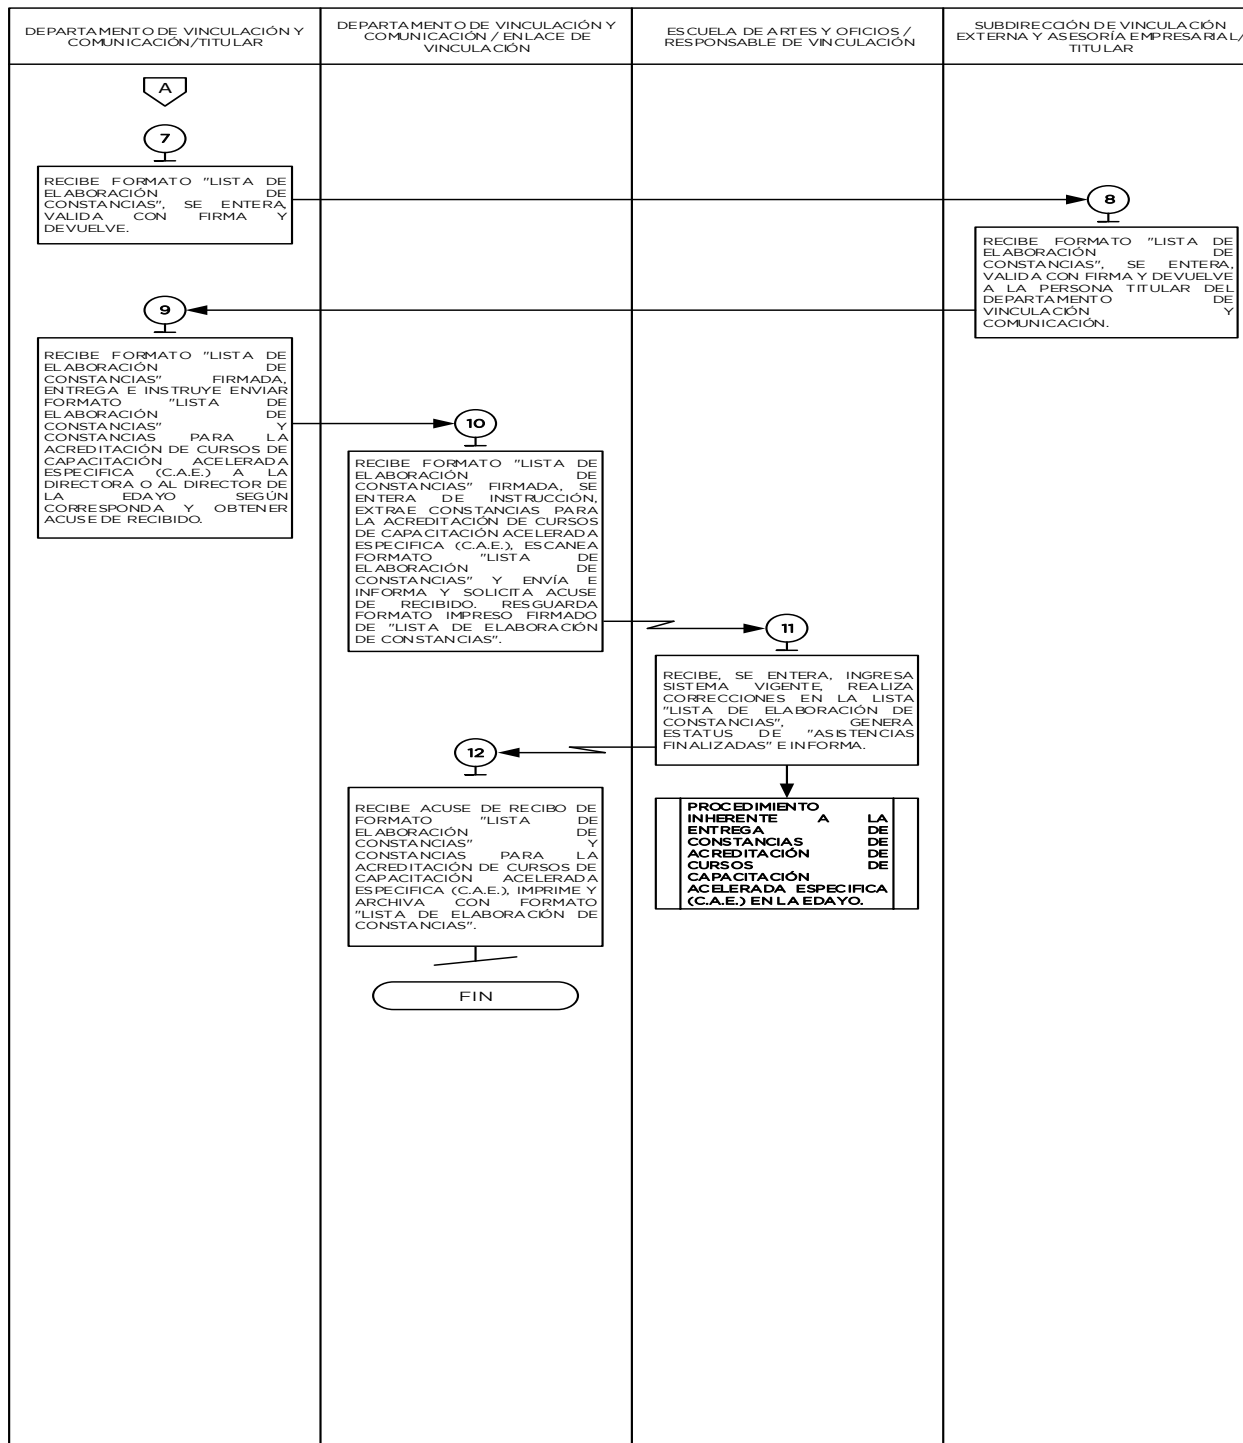 DEPARTAMENTO DE VINCULACIÓN Y
COMUNICACIÓN/TITULAR
DEPARTAMENTO DE VINCULACIÓN Y
COMUNICACIÓN / ENLACE DE
VINCULACIÓN
ESCUELA DE ARTES Y OFICIOS /
RESPONSABLE DE VINCULACIÓN
SUBDIRECCIÓN DE VINCULACIÓN
EXTERNA Y ASESORÍA EMPRESARIAL/
TITULAR
A
7
RECIBE FORMATO "LISTA DE
ELABORACIÓN DE
CONSTANCIAS", SE ENTERA,
VALIDA CON FIRMA Y
DEVUELVE.
8
RECIBE FORMATO "LISTA DE
ELABORACIÓN DE
CONSTANCIAS", SE ENTERA,
VALIDA CON FIRMA Y DEVUELVE
A LA PERSONA TITULAR DEL
DEPARTAMENTO DE
VINCULACIÓN Y
COMUNICACIÓN.
9
RECIBE FORMATO "LISTA DE
ELABORACIÓN DE
CONSTANCIAS" FIRMADA,
ENTREGA E INSTRUYE ENVIAR
FORMATO "LISTA DE
ELABORACIÓN DE
CONSTANCIAS" Y
CONSTANCIAS PARA LA
ACREDITACIÓN DE CURSOS DE
CAPACITACIÓN ACELERADA
ESPECIFICA (C.A.E.) A LA
DIRECTORA O AL DIRECTOR DE
LA EDAYO SEGÚN
CORRESPONDA Y OBTENER
ACUSE DE RECIBIDO.
10
RECIBE FORMATO "LISTA DE
ELABORACIÓN DE
CONSTANCIAS" FIRMADA, SE
ENTERA DE INSTRUCCIÓN,
EXTRAE CONSTANCIAS PARA
LA ACREDITACIÓN DE CURSOS
DE CAPACITACIÓN ACELERADA
ESPECIFICA (C.A.E.), ESCANEA
FORMATO "LISTA DE
ELABORACIÓN DE
CONSTANCIAS" Y ENVÍA E
INFORMA Y SOLICITA ACUSE
DE RECIBIDO. RESGUARDA
FORMATO IMPRESO FIRMADO
DE "LISTA DE ELABORACIÓN
DE CONSTANCIAS".
11
RECIBE, SE ENTERA, INGRESA
SISTEMA VIGENTE, REALIZA
CORRECCIONES EN LA LISTA
"LISTA DE ELABORACIÓN DE
CONSTANCIAS", GENERA
ESTATUS DE "ASISTENCIAS
FINALIZADAS" E INFORMA.
12
RECIBE ACUSE DE RECIBO DE
FORMATO "LISTA DE
ELABORACIÓN DE
CONSTANCIAS" Y
CONSTANCIAS PARA LA
ACREDITACIÓN DE CURSOS DE
CAPACITACIÓN ACELERADA
ESPECIFICA (C.A.E.), IMPRIME Y
ARCHIVA CON FORMATO
"LISTA DE ELABORACIÓN DE
CONSTANCIAS".
PROCEDIMIENTO
INHERENTE A LA
ENTREGA DE
CONSTANCIAS DE
ACREDITACIÓN DE
CURSOS DE
CAPACITACIÓN
ACELERADA ESPECIFICA
(C.A.E.) EN LA EDAYO.
FIN